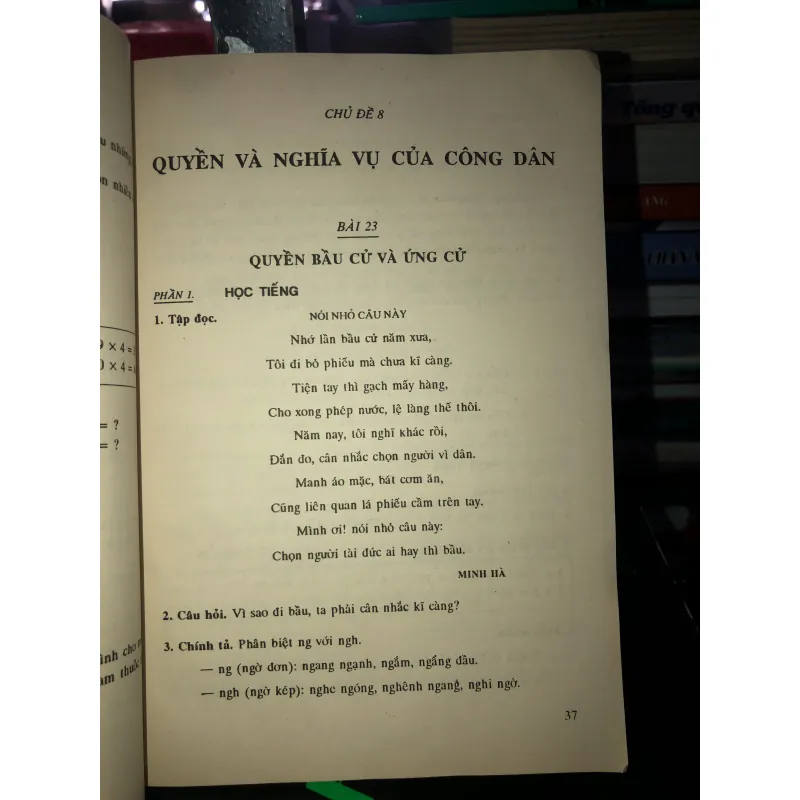 CHỦ ĐỀ 8
QUYỀN VÀ NGHĨA VỤ CỦA CÔNG DÂN
BÀI 23
QUYỀN BẦU CỬ VÀ ỨNG CỬ
PHẦN 1. HỌC TIẾNG
1. Tập đọc. NÓI NHỎ CÂU NÀY
Nhớ lần bầu cử năm xưa,
Tôi đi bỏ phiếu mà chưa kĩ càng.
Tiện tay thì gạch mấy hàng,
Cho xong phép nước, lệ làng thế thôi.
Năm nay, tôi nghĩ khác rồi,
Đắn đo, cân nhắc chọn người vì dân.
Manh áo mặc, bát cơm ăn,
Cũng liên quan lá phiếu cầm trên tay.
Mình ơi! nói nhỏ câu này:
Chọn người tài đức ai hay thì bầu.
MINH HÀ
2. Câu hỏi. Vì sao đi bầu, ta phải cân nhắc kĩ càng?
3. Chính tả. Phân biệt ng với ngh.
— ng (ngờ đơn): ngang ngạnh, ngắm, ngẩng đầu.
— ngh (ngờ kép): nghe ngóng, nghênh ngang, nghi ngờ.
37
9 × 4 =
0 × 4 =
= ?
= ?